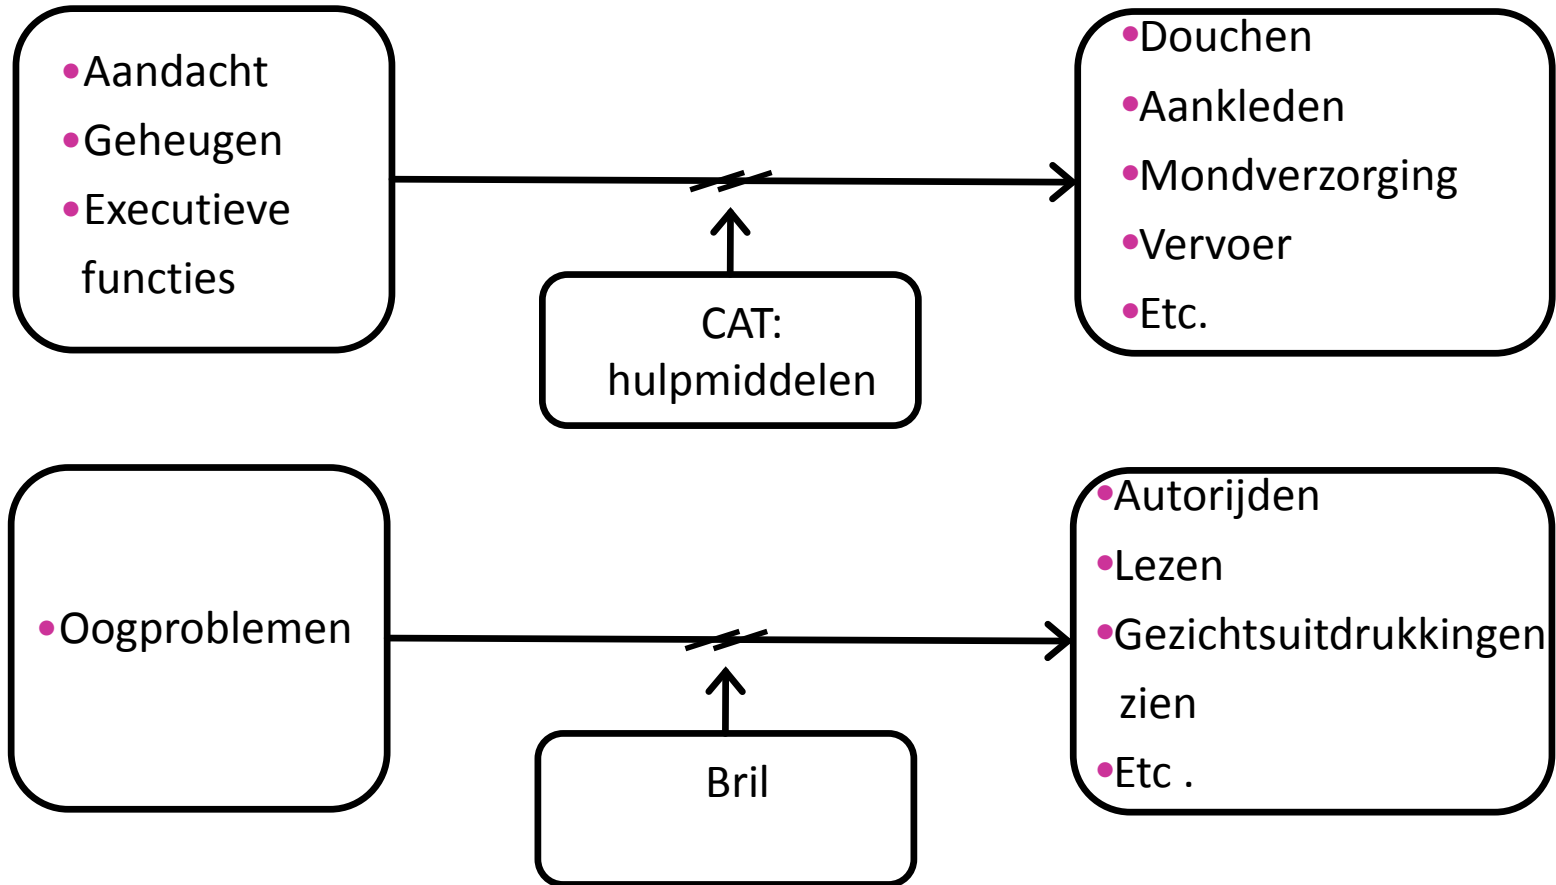 •Aandacht
•Geheugen
•Executieve
functies
•Douchen
•Aankleden
•Mondverzorging
•Vervoer
•Etc.
CAT:
hulpmiddelen
•Oogproblemen
•Autorijden
•Lezen
•Gezichtsuitdrukkingen
zien
•Etc .
Bril